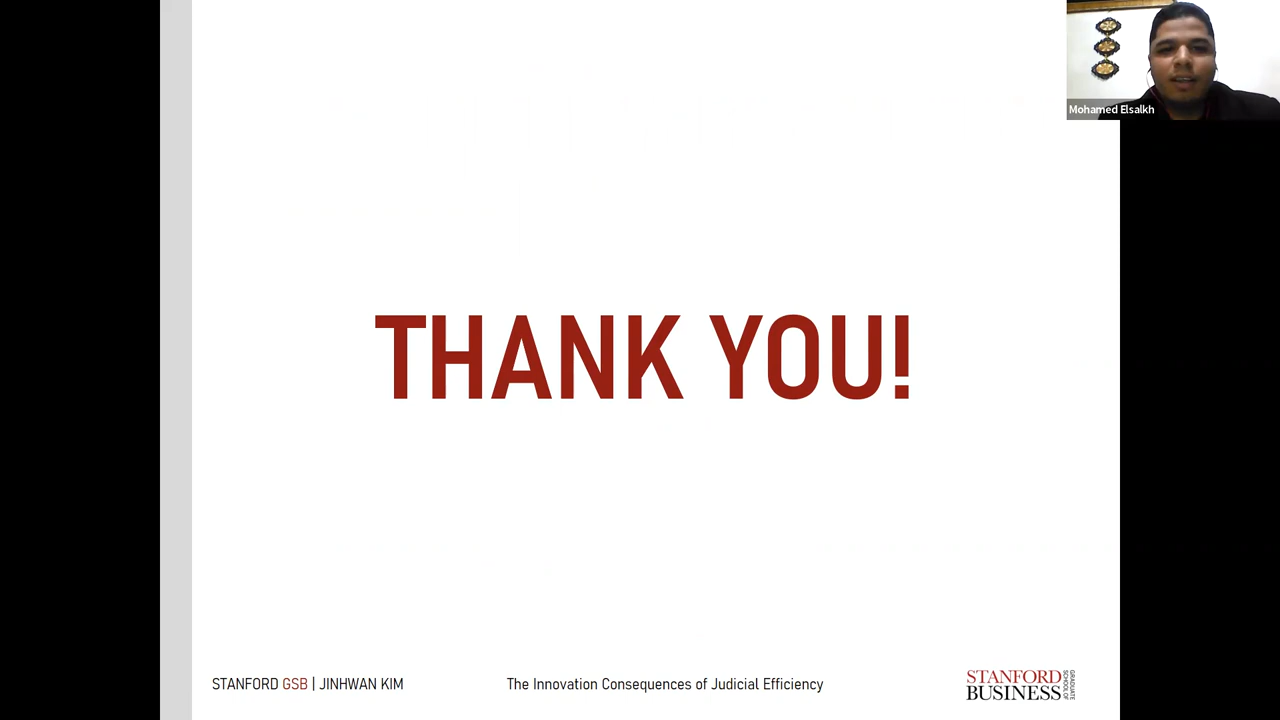 Mohamed Elsalkh
THANK YOU!
STANFORD GSB | JINHWAN KIM
The Innovation Consequences of Judicial Efficiency
STANFORD
BUSINESS
GRADUATE
SCHOOL OF